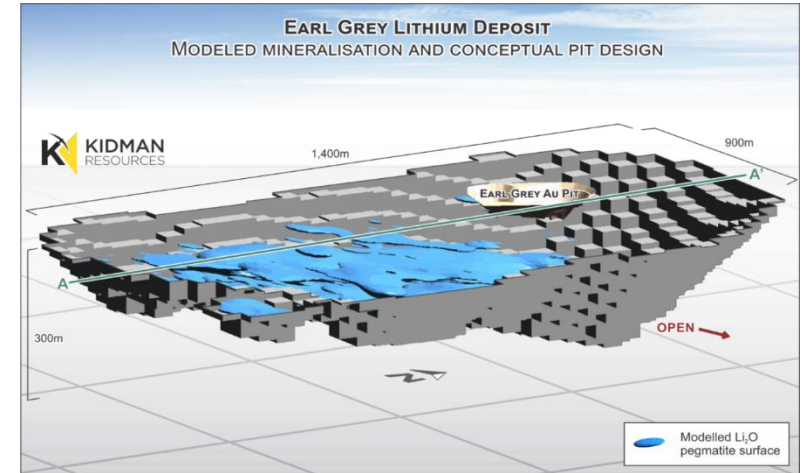 EARL GREY LITHIUM DEPOSIT
MODELED MINERALISATION AND CONCEPTUAL PIT DESIGN
KIDMAN
RESOURCES
1,400m
900m
EARL GREY AU PIT
A'
A
300m
OPEN
N
Modelled Li₂O
pegmatite surface